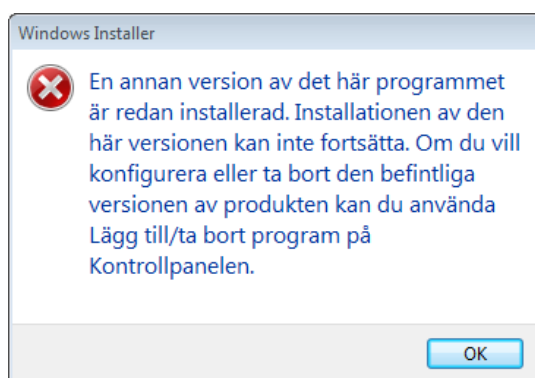 Windows Installer
En annan version av det här programmet
är redan installerad. Installationen av den
här versionen kan inte fortsätta. Om du vill
konfigurera eller ta bort den befintliga
versionen av produkten kan du använda
Lägg till/ta bort program på
Kontrollpanelen.
OK